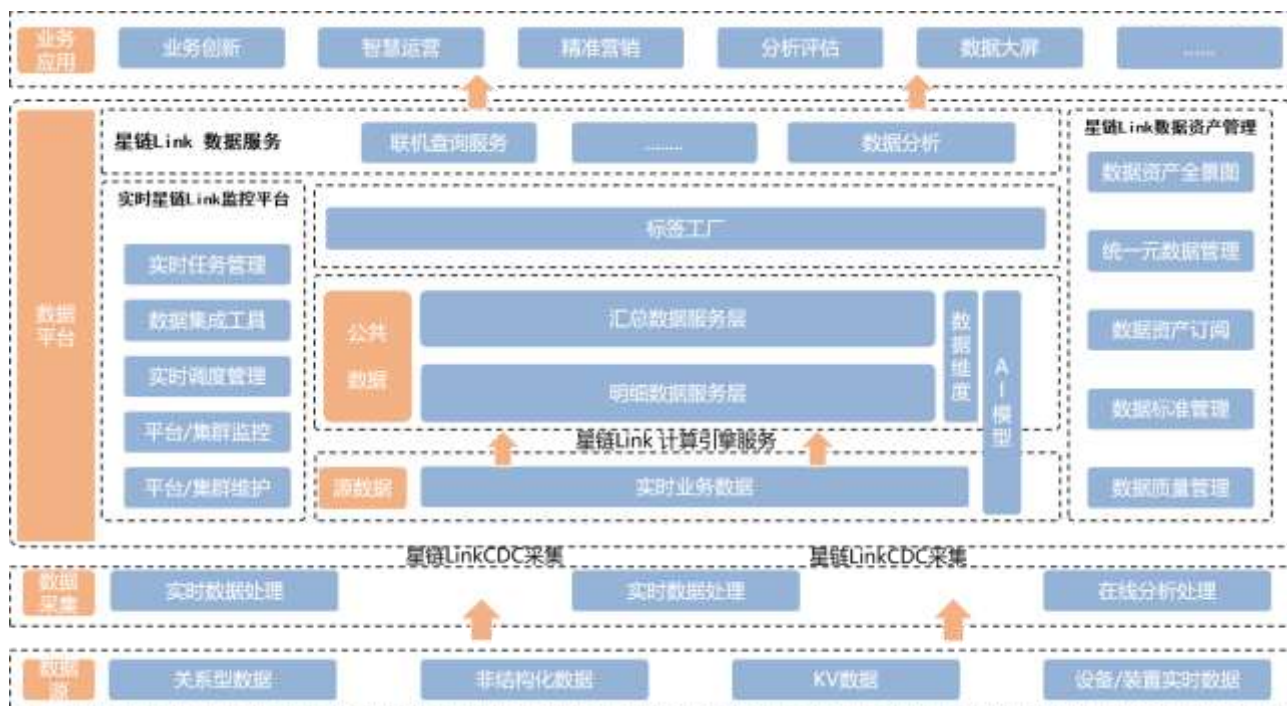 业务
应用
业务创新
智慧运营
精准营销
分析评估
数据大屏
......
数据
平台
星链Link 数据服务
联机查询服务
........
数据分析
实时星链Link监控平台
实时任务管理
数据集成工具
实时调度管理
平台/集群监控
平台/集群维护
标签工厂
公共
数据
汇总数据服务层
明细数据服务层
数据维度
AI模型
星链Link 计算引擎服务
源数据
实时业务数据
星链Link数据资产管理
数据资产全景图
统一元数据管理
数据资产订阅
数据标准管理
数据质量管理
星链LinkCDC采集
星链LinkCDC采集
数据
采集
实时数据处理
实时数据处理
在线分析处理
数据
源
关系型数据
非结构化数据
KV数据
设备/装置实时数据